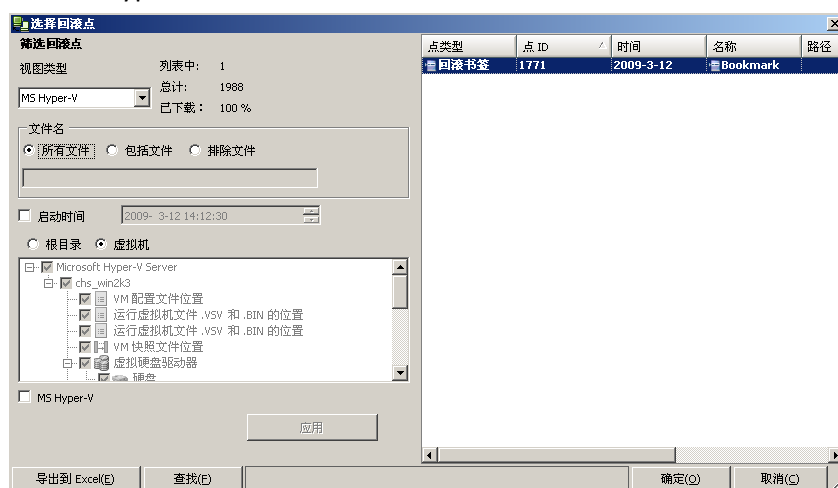 选择回滚点
筛选回滚点
视图类型
列表中: 1
总计: 1988
MS Hyper-V
已下载: 100 %
文件名
所有文件 包括文件 排除文件
启动时间 2009- 3-12 14:12:30
根目录 虚拟机
Microsoft Hyper-V Server
chs_win2k3
VM 配置文件位置
运行虚拟机文件 .VSV 和 .BIN 的位置
运行虚拟机文件 .VSV 和 .BIN 的位置
VM 快照文件位置
虚拟硬盘驱动器
硬盘
MS Hyper-V
应用
点类型 点 ID 时间 名称 路径
回滚书签 1771 2009-3-12 Bookmark
导出到 Excel(E) 查找(F) 确定(O) 取消(C)